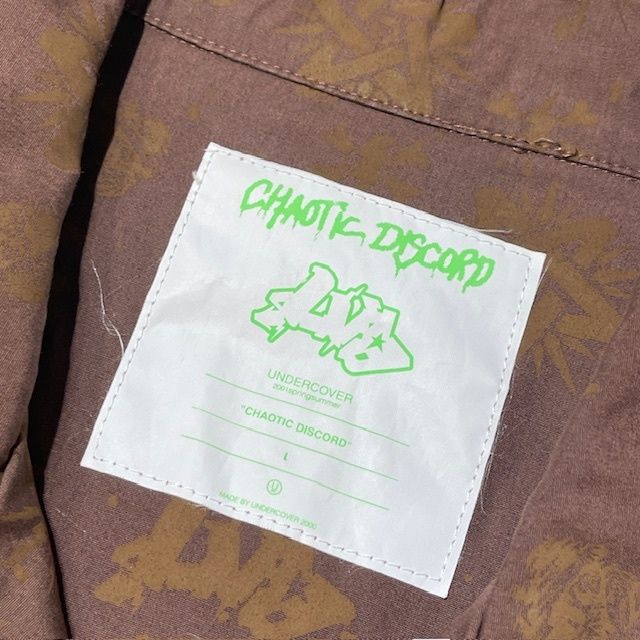 CHAOTIC DISCORD
UNDERCOVER
2001springsummer
"CHAOTIC DISCORD"
L
U
MADE BY UNDERCOVER 2000